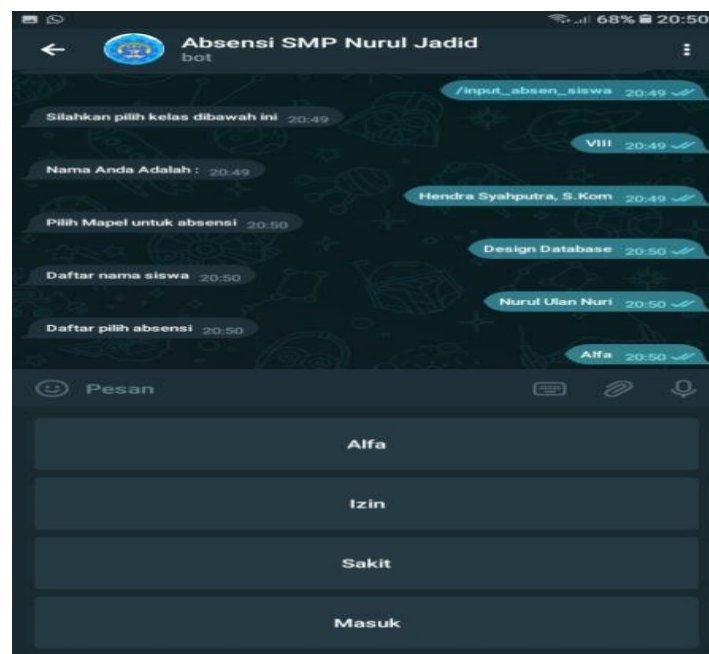 68% 20:50
Absensi SMP Nurul Jadid
bot
/input_absen_siswa 20:49
Silahkan pilih kelas dibawah ini 20:49
VIII 20:49
Nama Anda Adalah : 20:49
Hendra Syahputra, S.Kom 20:49
Pilih Mapel untuk absensi 20:50
Design Database 20:50
Daftar nama siswa 20:50
Nurul Ulan Nuri 20:50
Daftar pilih absensi 20:50
Alfa 20:50
Pesan
Alfa
Izin
Sakit
Masuk